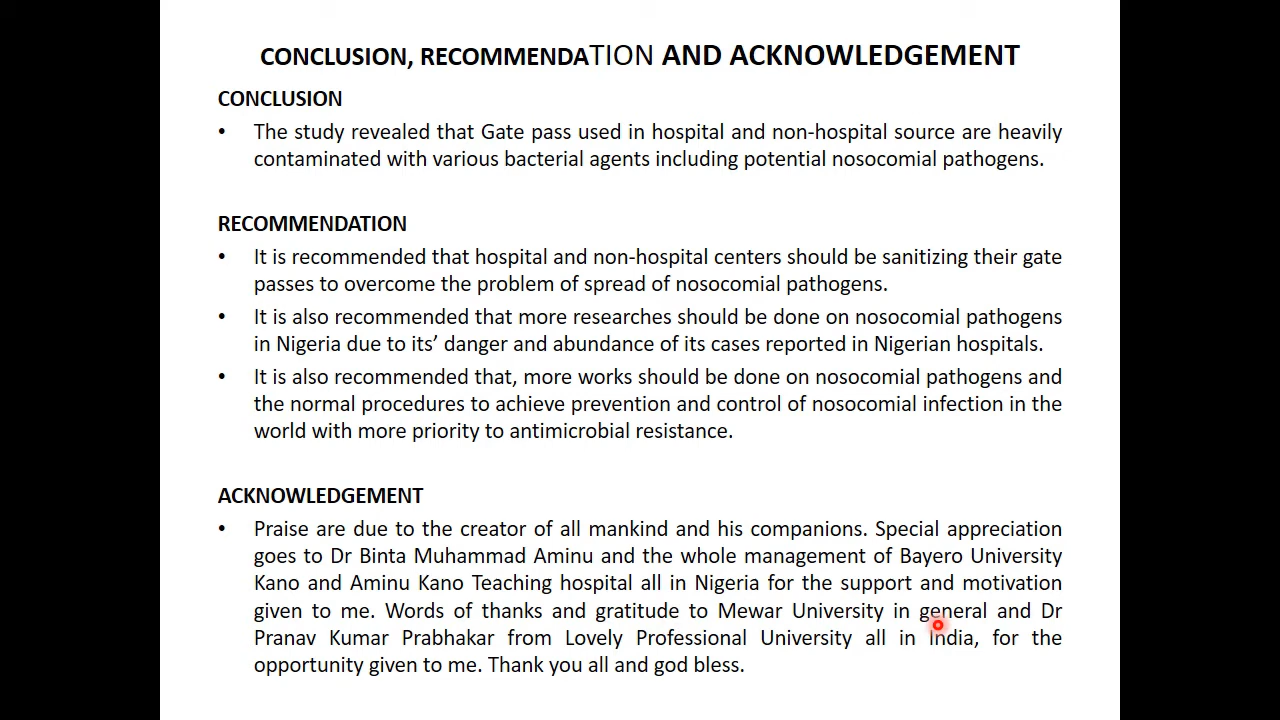 CONCLUSION, RECOMMENDATION AND ACKNOWLEDGEMENT
CONCLUSION
• The study revealed that Gate pass used in hospital and non-hospital source are heavily
contaminated with various bacterial agents including potential nosocomial pathogens.
RECOMMENDATION
• It is recommended that hospital and non-hospital centers should be sanitizing their gate
passes to overcome the problem of spread of nosocomial pathogens.
• It is also recommended that more researches should be done on nosocomial pathogens
in Nigeria due to its’ danger and abundance of its cases reported in Nigerian hospitals.
• It is also recommended that, more works should be done on nosocomial pathogens and
the normal procedures to achieve prevention and control of nosocomial infection in the
world with more priority to antimicrobial resistance.
ACKNOWLEDGEMENT
• Praise are due to the creator of all mankind and his companions. Special appreciation
goes to Dr Binta Muhammad Aminu and the whole management of Bayero University
Kano and Aminu Kano Teaching hospital all in Nigeria for the support and motivation
given to me. Words of thanks and gratitude to Mewar University in general and Dr
Pranav Kumar Prabhakar from Lovely Professional University all in India, for the
opportunity given to me. Thank you all and god bless.